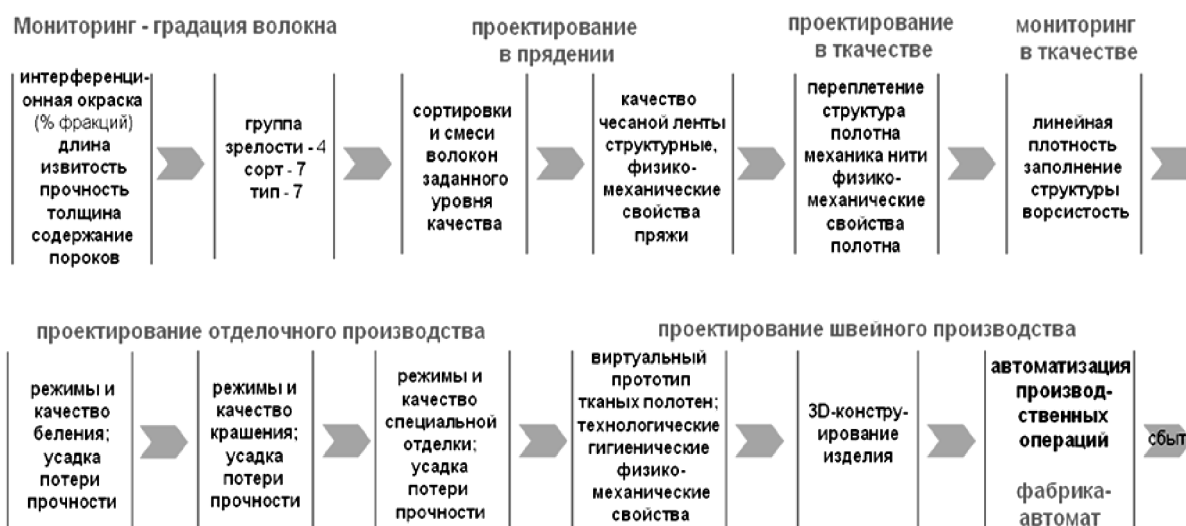 Мониторинг - градация волокна
проектирование
в прядении
проектирование
в ткачестве
мониторинг
в ткачестве
интерференци-
онная окраска
(% фракций)
длина
извитость
прочность
толщина
содержание
пороков
группа
зрелости - 4
сорт - 7
тип - 7
сортировки
и смеси
волокон
заданного
уровня
качества
качество
чесаной ленты
структурные,
физико-
механические
свойства
пряжи
переплетение
структура
полотна
механика нити
физико-
механические
свойства
полотна
линейная
плотность
заполнение
структуры
ворсистость
проектирование отделочного производства
проектирование швейного производства
режимы и
качество
беления;
усадка
потери
прочности
режимы и
качество
крашения;
усадка
потери
прочности
режимы и
качество
специальной
отделки;
усадка
потери
прочности
виртуальный
прототип
тканых полотен;
технологические
гигиенические
физико-
механические
свойства
3D-констру-
ирование
изделия
автоматизация
производ-
ственных
операций
фабрика-
автомат
сбыт